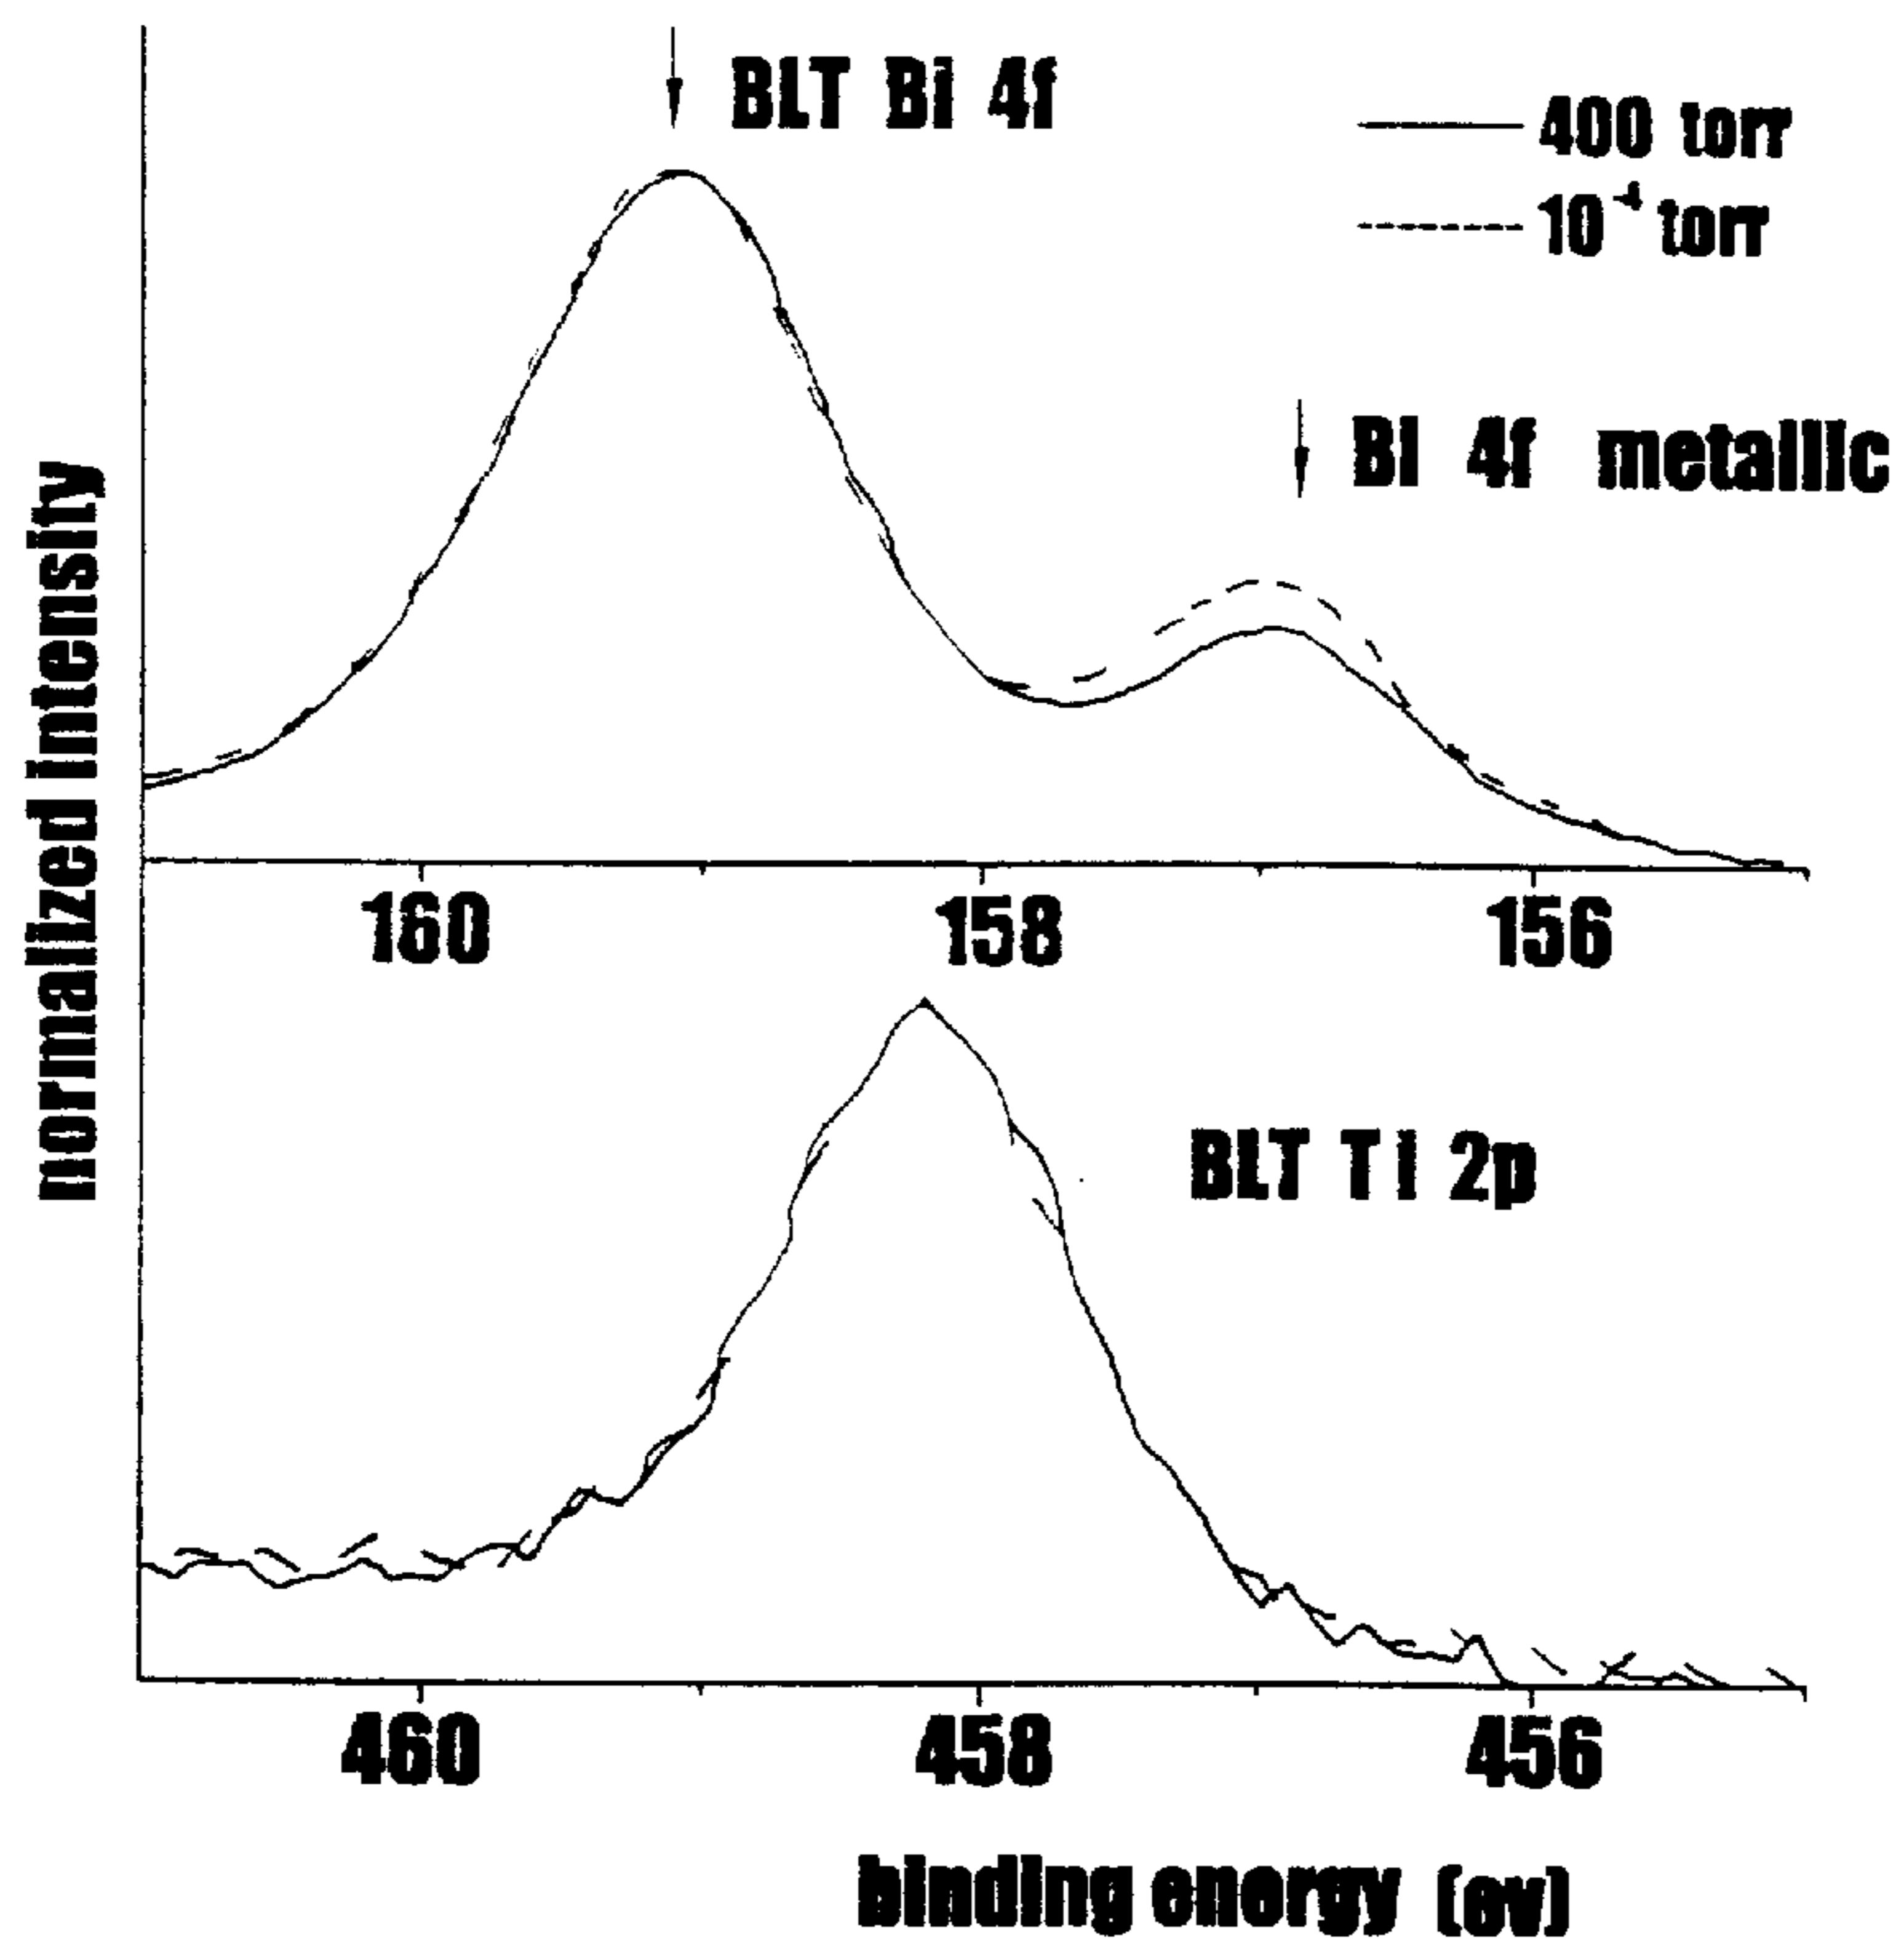 BLT Bi 4f
400 torr
10⁻⁴ torr
Bi 4f metallic
normalized intensity
160 158 156
BLT Ti 2p
460 458 456
binding energy (ev)